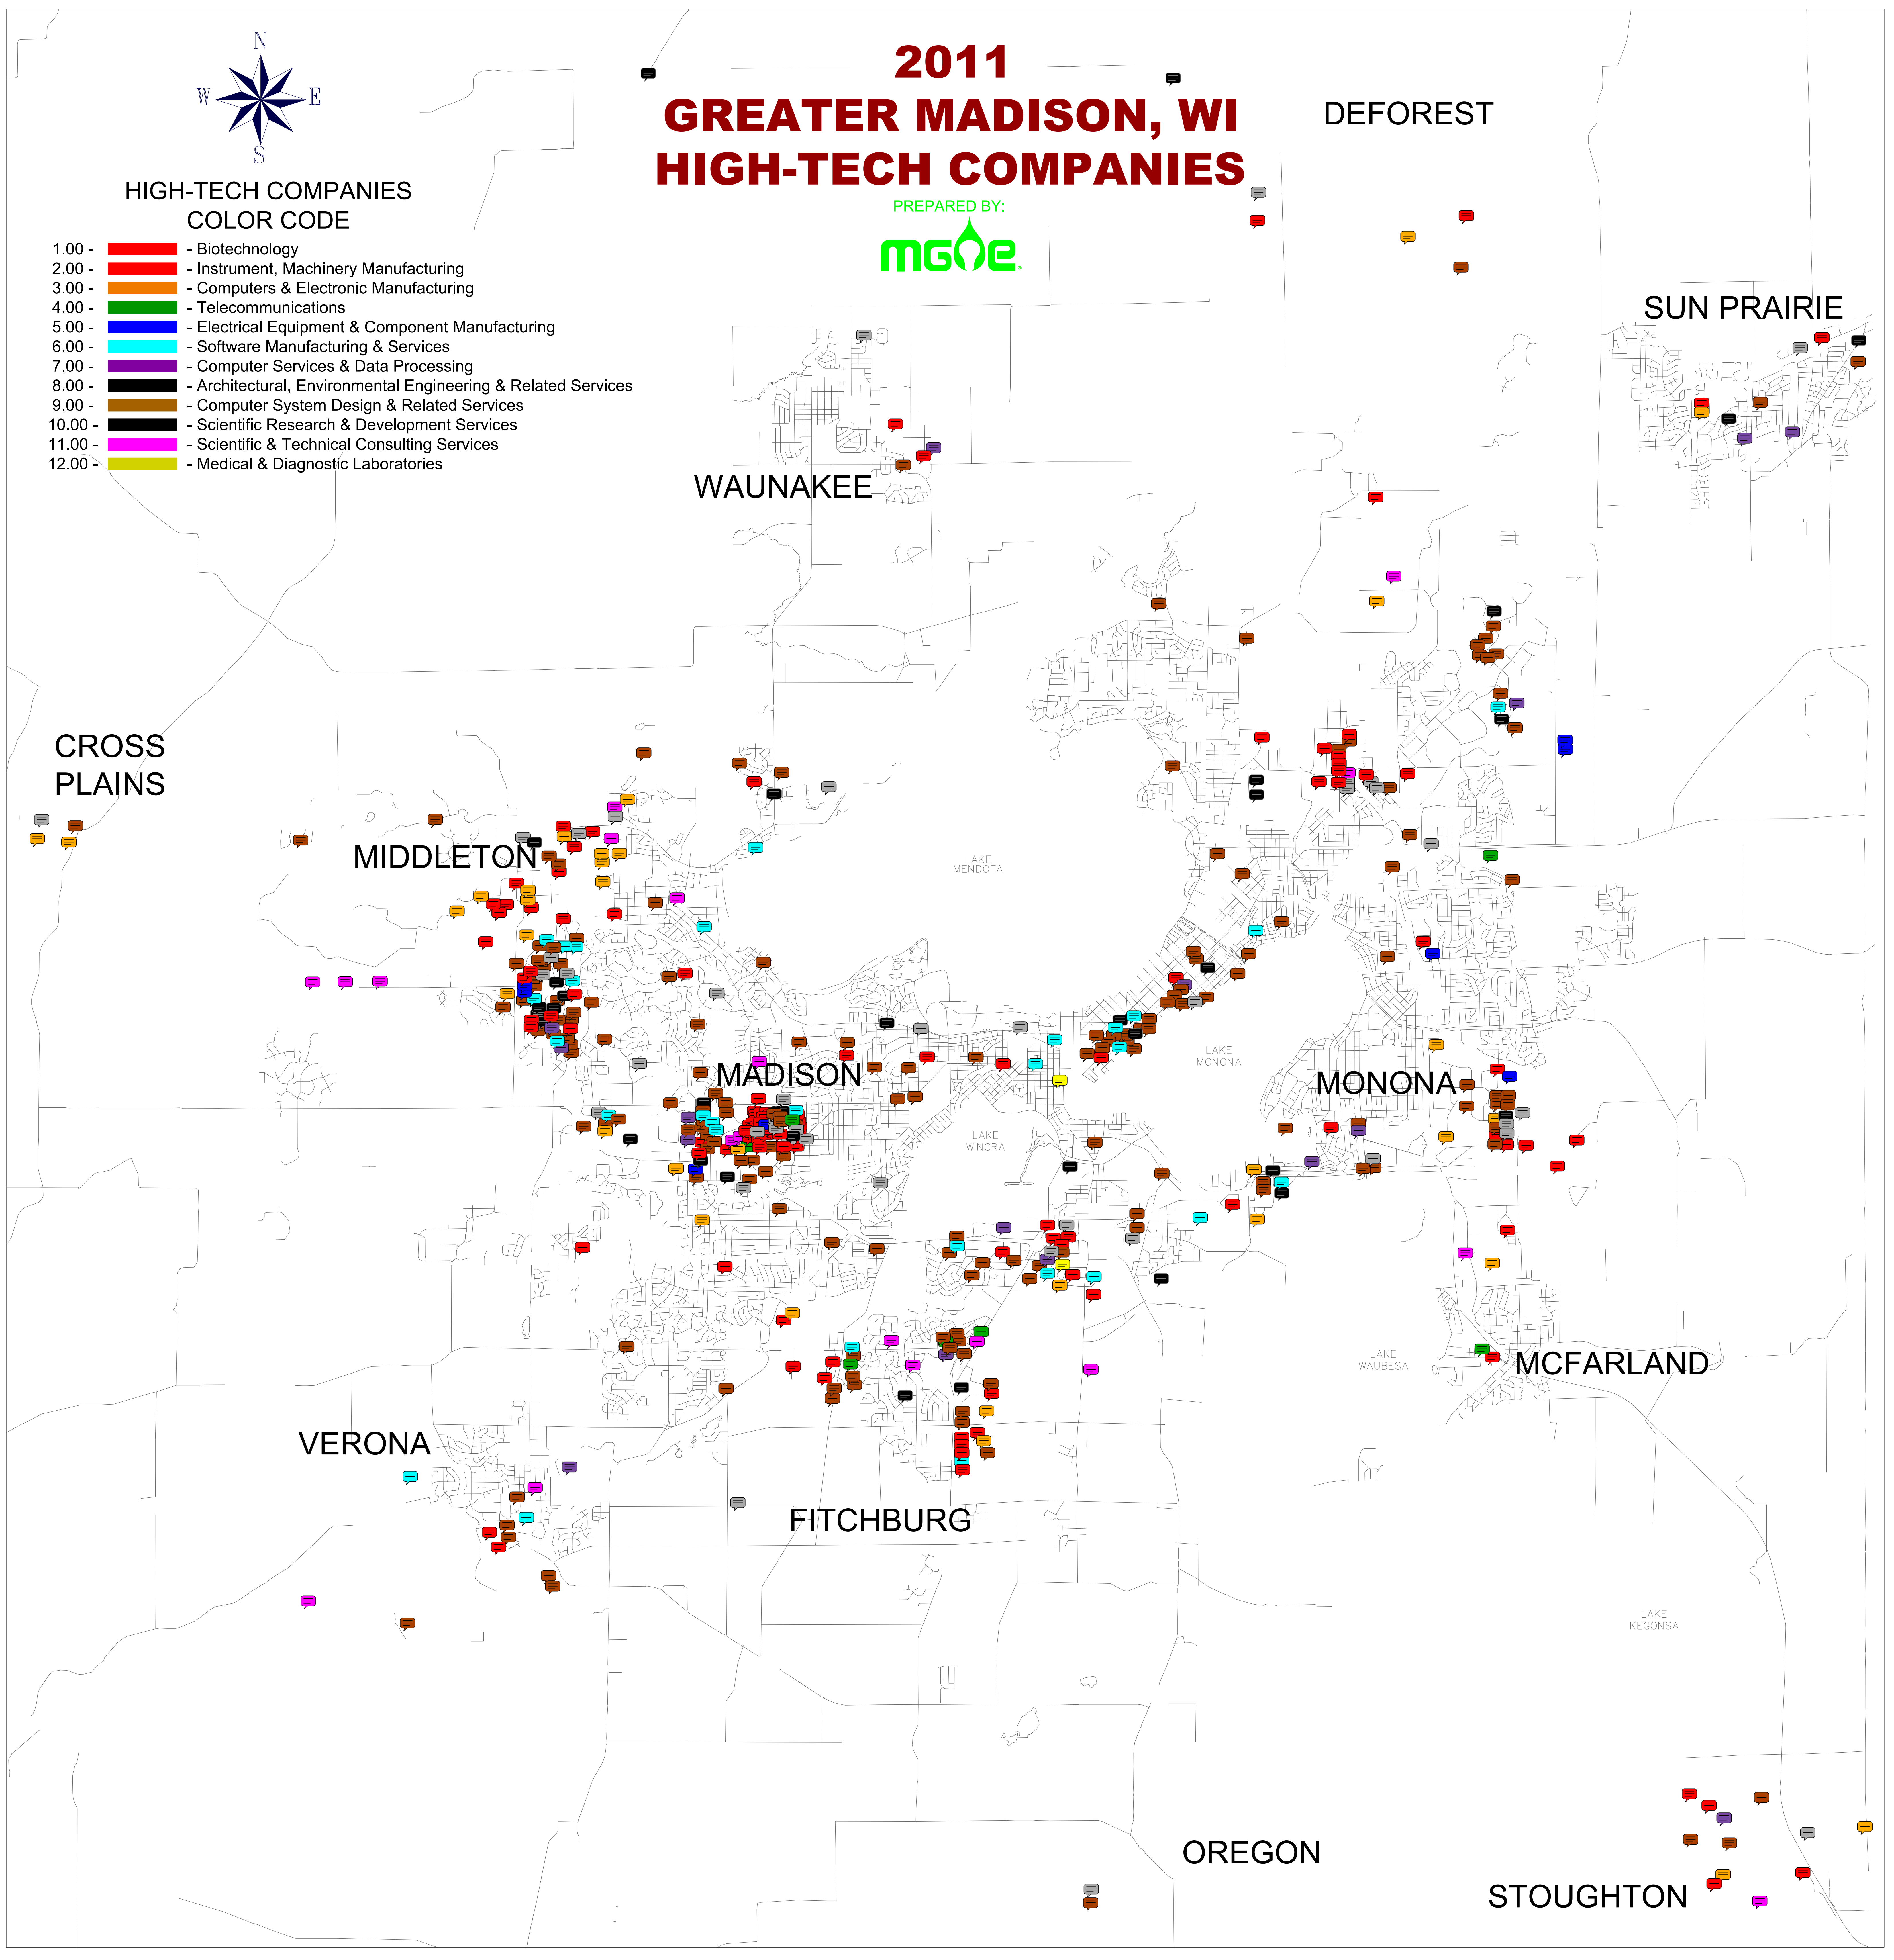 N
W E
S
2011
GREATER MADISON, WI
HIGH-TECH COMPANIES
PREPARED BY:
mge
HIGH-TECH COMPANIES
COLOR CODE
1.00 - - Biotechnology
2.00 - - Instrument, Machinery Manufacturing
3.00 - - Computers & Electronic Manufacturing
4.00 - - Telecommunications
5.00 - - Electrical Equipment & Component Manufacturing
6.00 - - Software Manufacturing & Services
7.00 - - Computer Services & Data Processing
8.00 - - Architectural, Environmental Engineering & Related Services
9.00 - - Computer System Design & Related Services
10.00 - - Scientific Research & Development Services
11.00 - - Scientific & Technical Consulting Services
12.00 - - Medical & Diagnostic Laboratories
DEFOREST
SUN PRAIRIE
WAUNAKEE
CROSS
PLAINS
MIDDLETON
LAKE
MENDOTA
LAKE
MONONA
MADISON
MONONA
LAKE
WINGRA
LAKE
WAUBESA
MCFARLAND
VERONA
FITCHBURG
LAKE
KEGONSA
OREGON
STOUGHTON